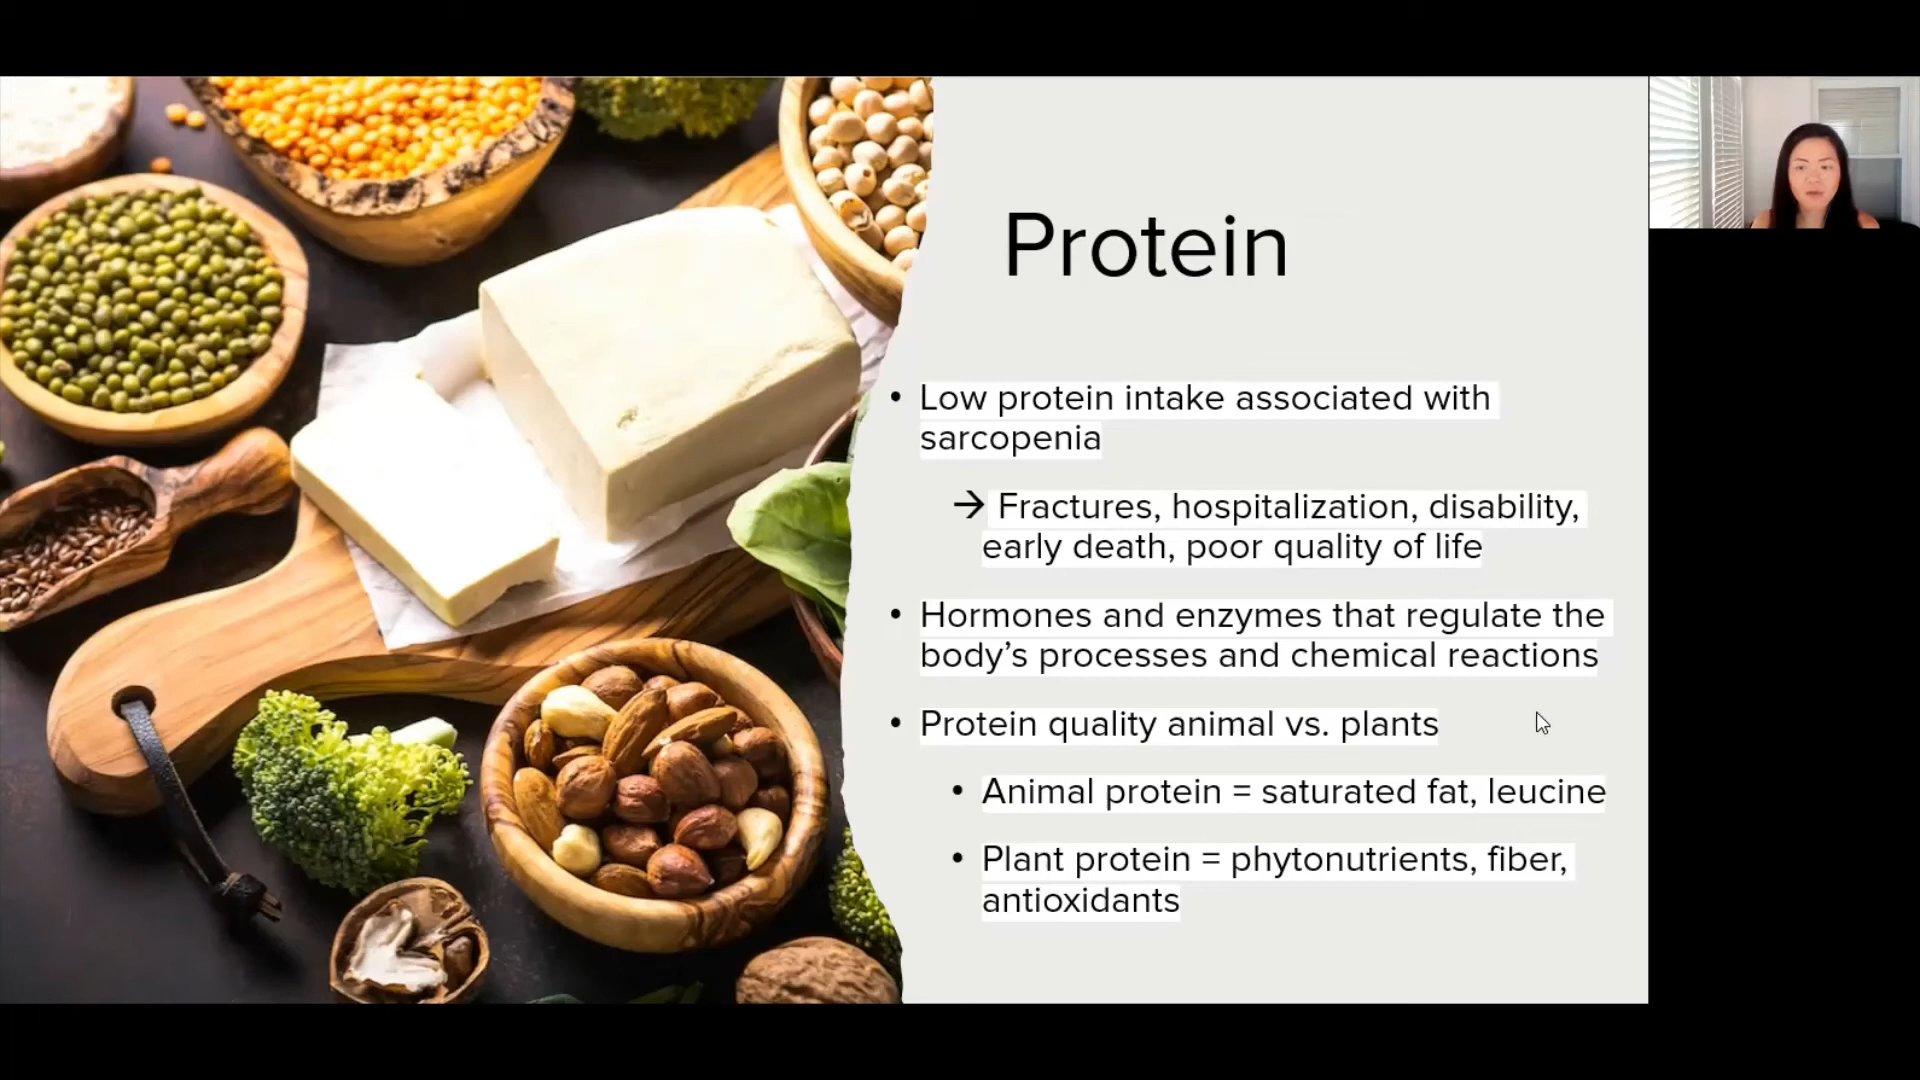 Protein
• Low protein intake associated with
sarcopenia
→ Fractures, hospitalization, disability,
early death, poor quality of life
• Hormones and enzymes that regulate the
body’s processes and chemical reactions
• Protein quality animal vs. plants
• Animal protein = saturated fat, leucine
• Plant protein = phytonutrients, fiber,
antioxidants